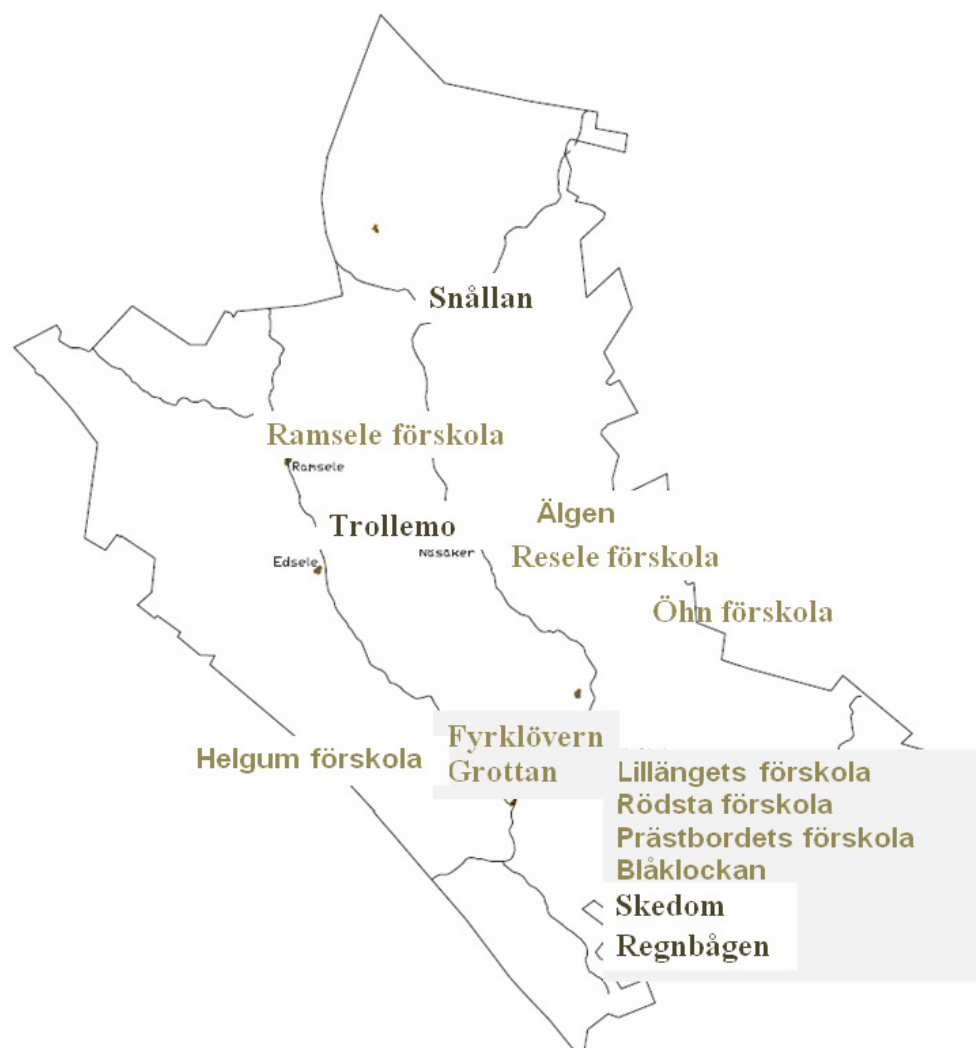 Snållan
Ramsele förskola
Ramsele
Älgen
Trollemo
Näsåker
Resele förskola
Edsele
Öhn förskola
Fyrklövern
Helgum förskola
Grottan
Lillängets förskola
Rödsta förskola
Prästbordets förskola
Blåklockan
Skedom
Regnbågen